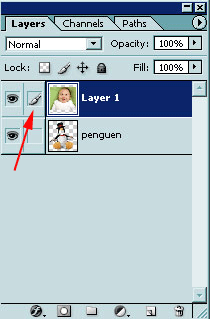 Layers Channels Paths
Normal Opacity: 100%
Lock: Fill: 100%
Layer 1
penguen